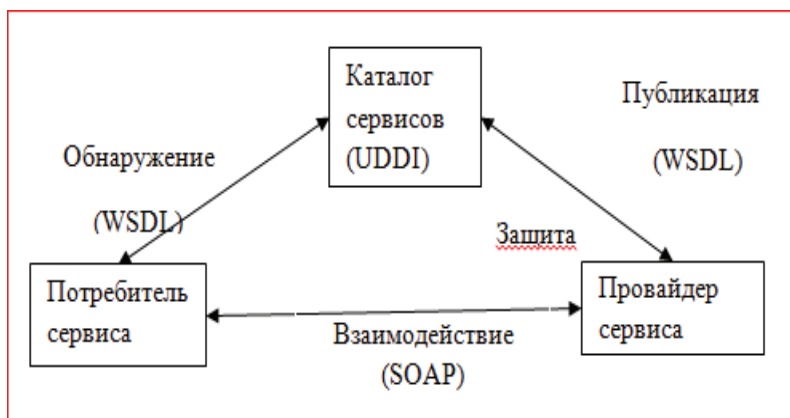 Каталог
сервисов
(UDDI)
Публикация
(WSDL)
Обнаружение
(WSDL)
Защита
Потребитель
сервиса
Провайдер
сервиса
Взаимодействие
(SOAP)